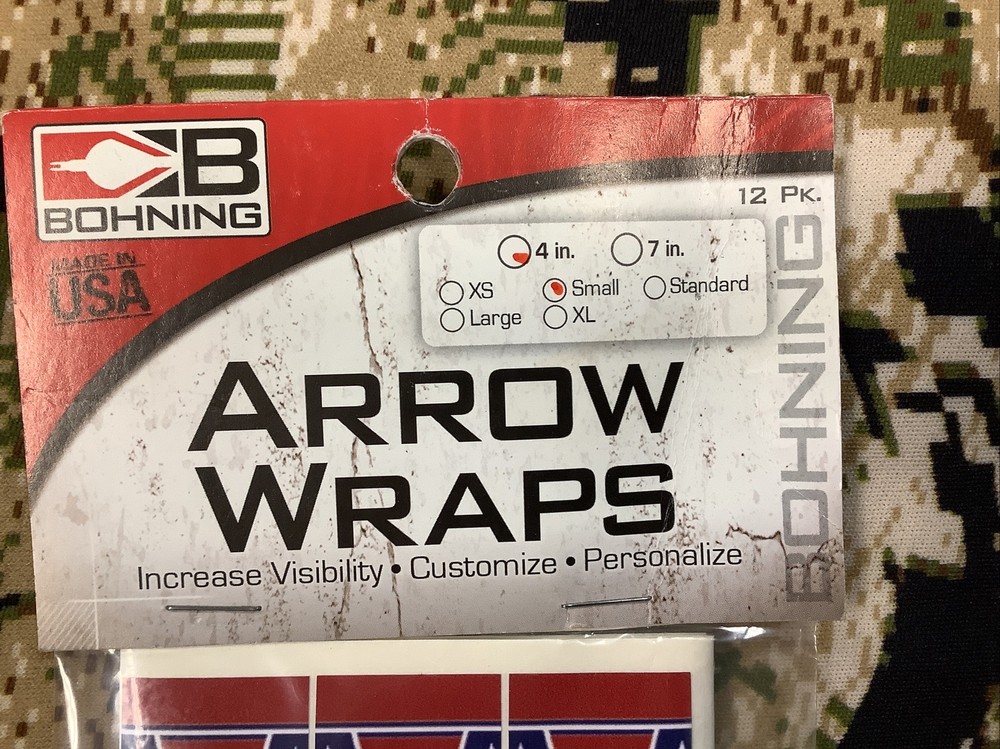 B
BOHNING
MADE IN
USA
12 PK.
4 in. 7 in.
XS Small Standard
Large XL
BOHNING
ARROW
WRAPS
Increase Visibility • Customize • Personalize